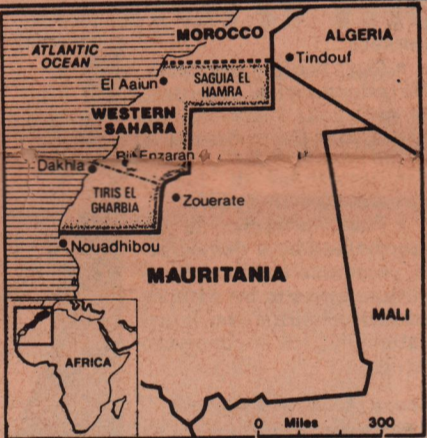 MOROCCO
ALGERIA
ATLANTIC
OCEAN
Tindouf
El Aaiun
SAGUIA EL
HAMRA
WESTERN
SAHARA
Bir Enzaran
Dakhla
TIRIS EL
GHARBIA
Zouerate
Nouadhibou
MAURITANIA
MALI
AFRICA
0 Miles 300